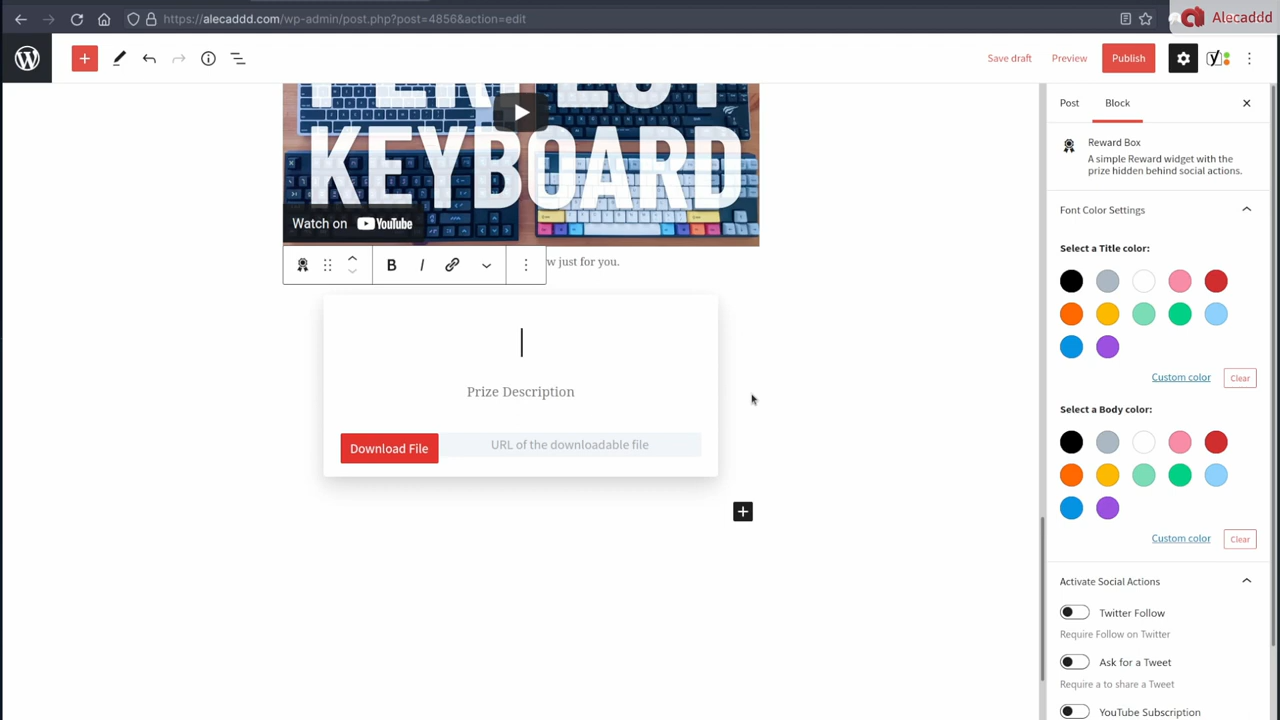 https://alecaddd.com/wp-admin/post.php?post=4856&action=edit
Alecaddd
Save draft
Preview
Publish
KEYBOARD
Watch on YouTube
w just for you.
Prize Description
Download File
URL of the downloadable file
Post
Block
Reward Box
A simple Reward widget with the
prize hidden behind social actions.
Font Color Settings
Select a Title color:
Custom color
Clear
Select a Body color:
Custom color
Clear
Activate Social Actions
Twitter Follow
Require Follow on Twitter
Ask for a Tweet
Require a to share a Tweet
YouTube Subscription